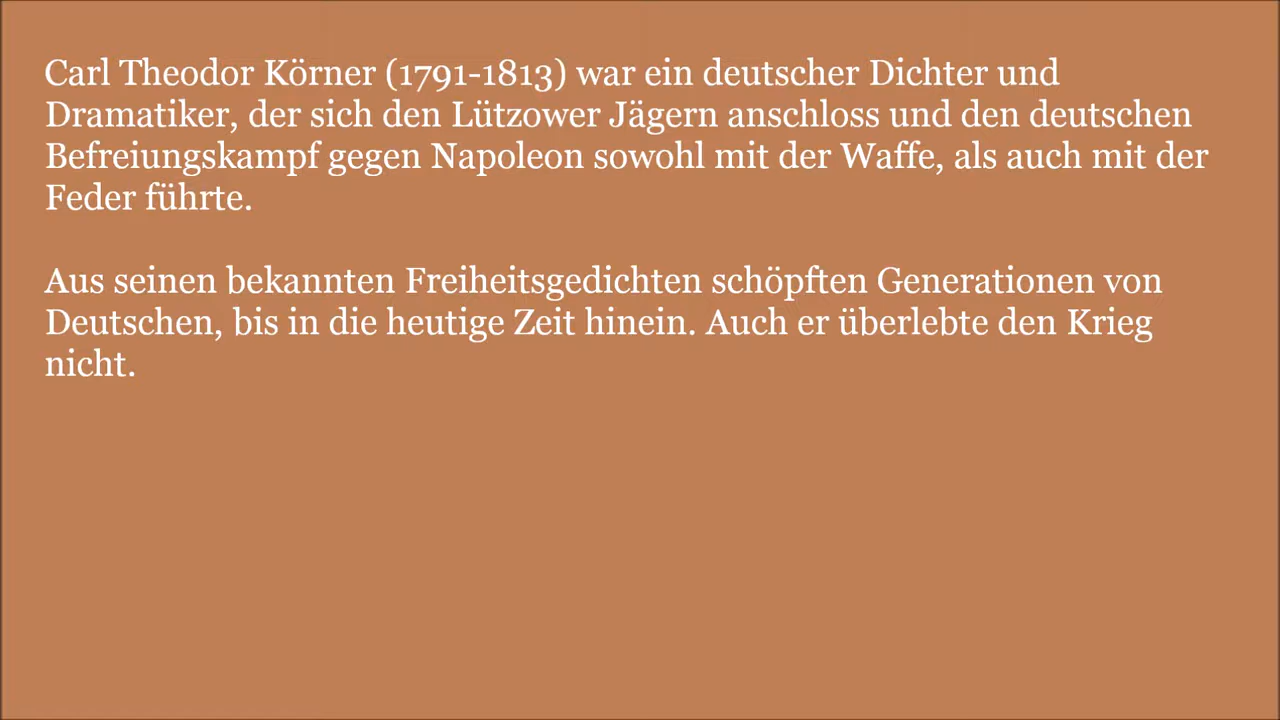 Carl Theodor Körner (1791-1813) war ein deutscher Dichter und
Dramatiker, der sich den Lützower Jägern anschloss und den deutschen
Befreiungskampf gegen Napoleon sowohl mit der Waffe, als auch mit der
Feder führte.
Aus seinen bekannten Freiheitsgedichten schöpften Generationen von
Deutschen, bis in die heutige Zeit hinein. Auch er überlebte den Krieg
nicht.